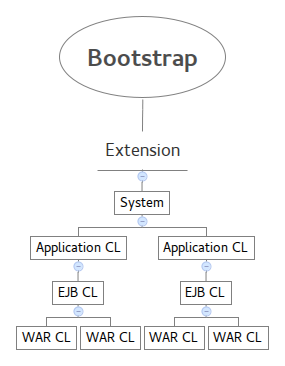 Bootstrap
Extension
System
Application CL Application CL
EJB CL EJB CL
WAR CL WAR CL WAR CL WAR CL